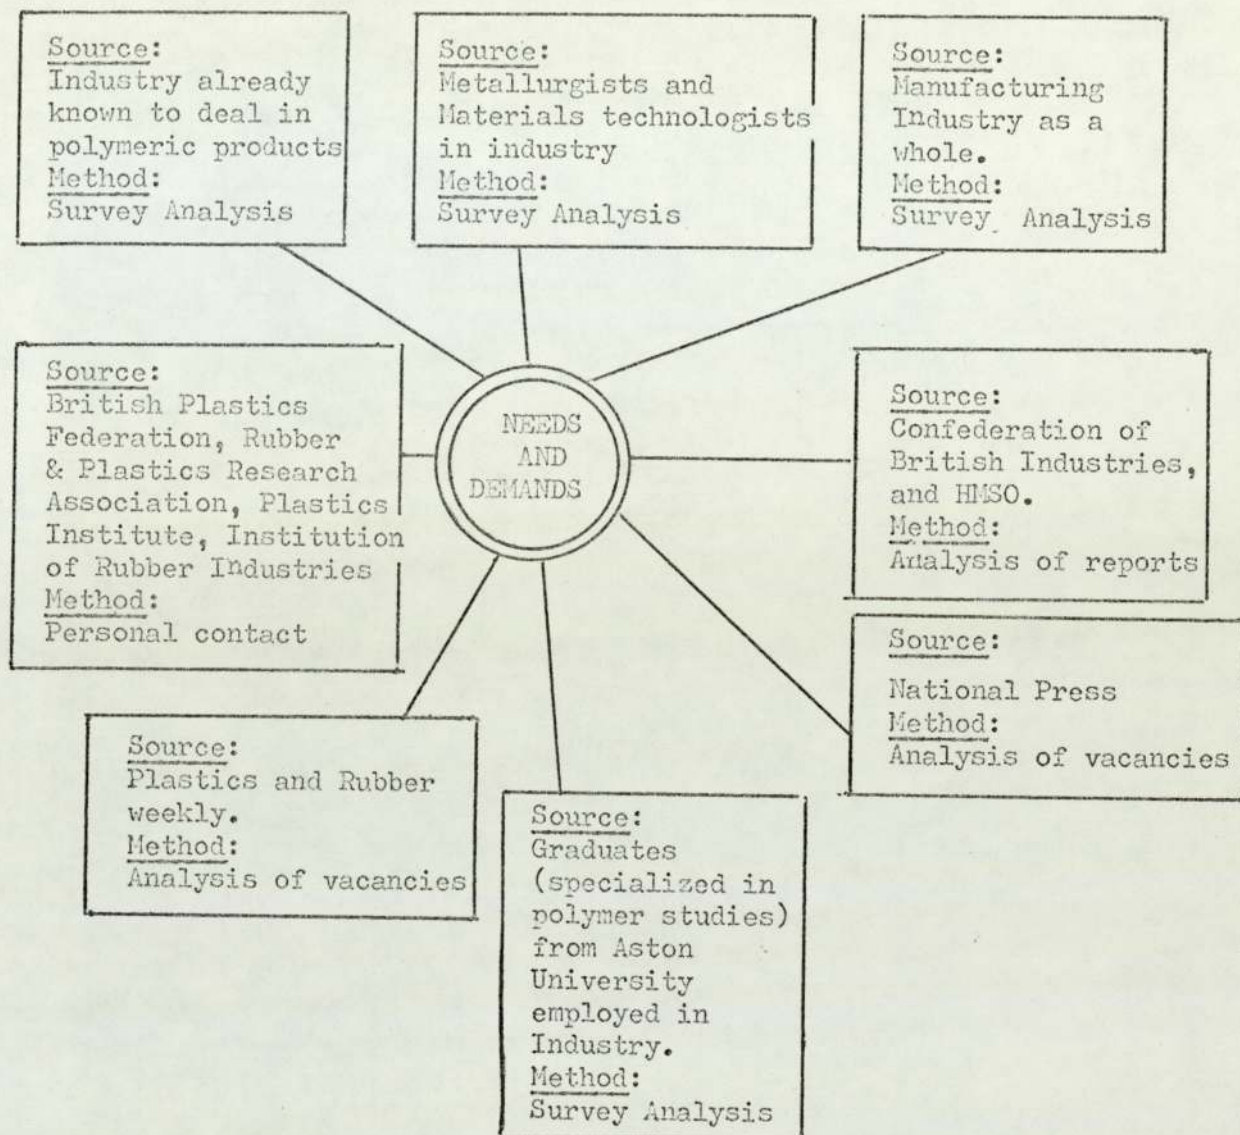 Source:
Industry already
known to deal in
polymeric products
Method:
Survey Analysis
Source:
Metallurgists and
Materials technologists
in industry
Method:
Survey Analysis
Source:
Manufacturing
Industry as a
whole.
Method:
Survey Analysis
Source:
British Plastics
Federation, Rubber
& Plastics Research
Association, Plastics
Institute, Institution
of Rubber Industries
Method:
Personal contact
NEEDS
AND
DEMANDS
Source:
Confederation of
British Industries,
and HMSO.
Method:
Analysis of reports
Source:
National Press
Method:
Analysis of vacancies
Source:
Plastics and Rubber
weekly.
Method:
Analysis of vacancies
Source:
Graduates
(specialized in
polymer studies)
from Aston
University
employed in
Industry.
Method:
Survey Analysis